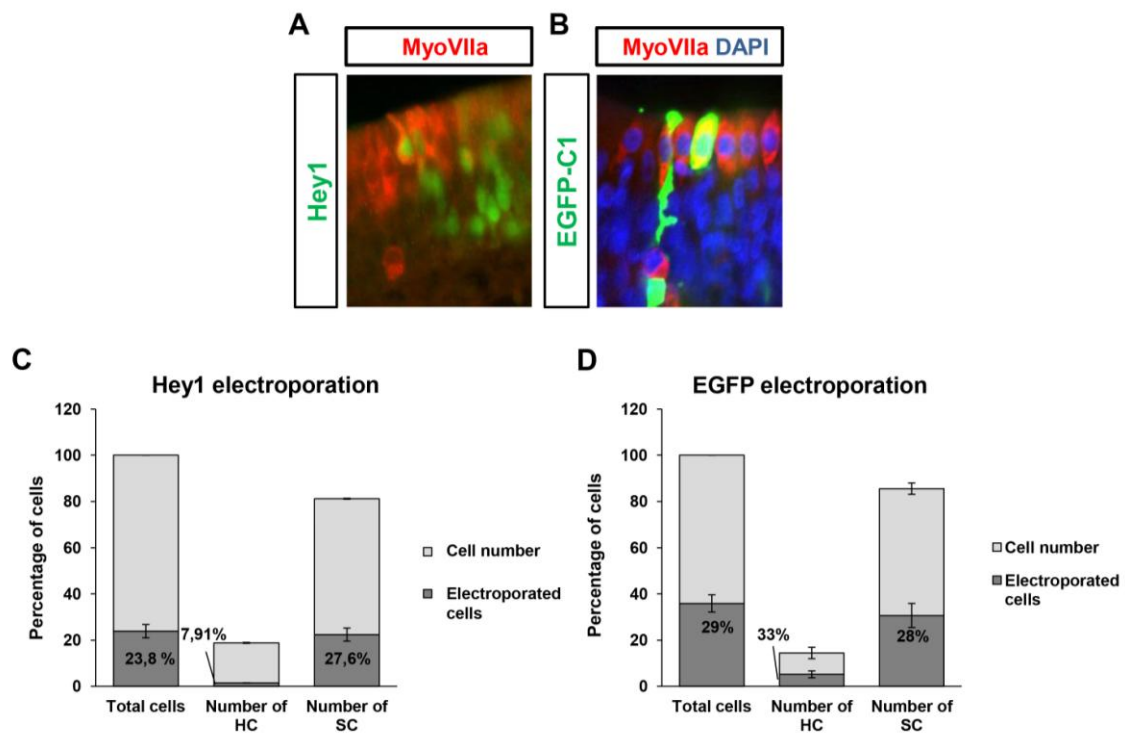 A
MyoVIIa
Hey1
B
MyoVIIa DAPI
EGFP-C1
C
Hey1 electroporation
Percentage of cells
120
100
80
60
40
20
0
23,8 %
7,91%
27,6%
Total cells
Number of
HC
Number of
SC
Cell number
Electroporated
cells
D
EGFP electroporation
Percentage of cells
120
100
80
60
40
20
0
29%
33%
28%
Total cells
Number of
HC
Number of
SC
Cell number
Electroporated
cells